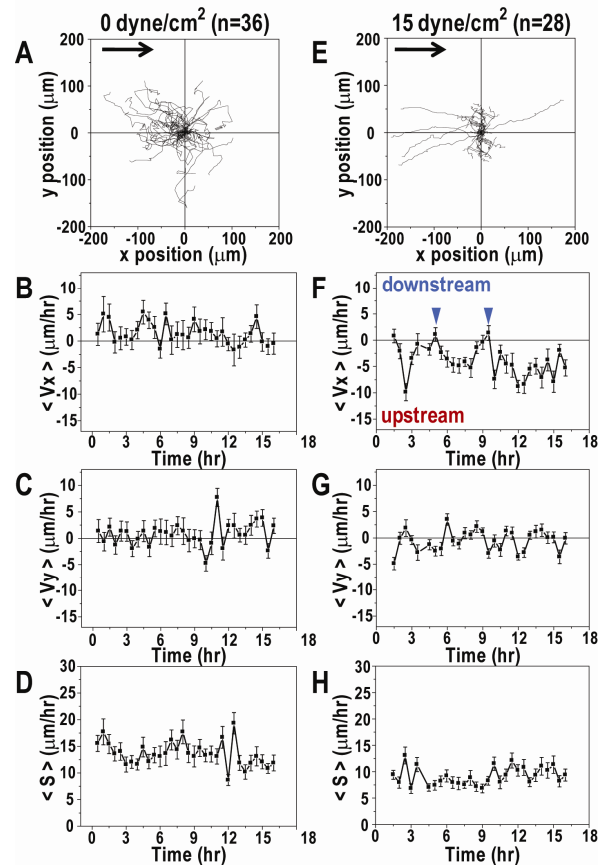 0 dyne/cm² (n=36)
A
y position (μm)
200
100
0
-100
-200
-200 -100 0 100 200
x position (μm)
B
< Vx > (μm/hr)
10
5
0
-5
-10
-15
0 3 6 9 12 15 18
Time (hr)
C
< Vy > (μm/hr)
10
5
0
-5
-10
-15
0 3 6 9 12 15 18
Time (hr)
D
< S > (μm/hr)
30
25
20
15
10
5
0
0 3 6 9 12 15 18
Time (hr)
15 dyne/cm² (n=28)
E
y position (μm)
200
100
0
-100
-200
-200 -100 0 100 200
x position (μm)
F
< Vx > (μm/hr)
10
5
0
-5
-10
-15
downstream
upstream
0 3 6 9 12 15 18
Time (hr)
G
< Vy > (μm/hr)
10
5
0
-5
-10
-15
0 3 6 9 12 15 18
Time (hr)
H
< S > (μm/hr)
30
25
20
15
10
5
0
0 3 6 9 12 15 18
Time (hr)